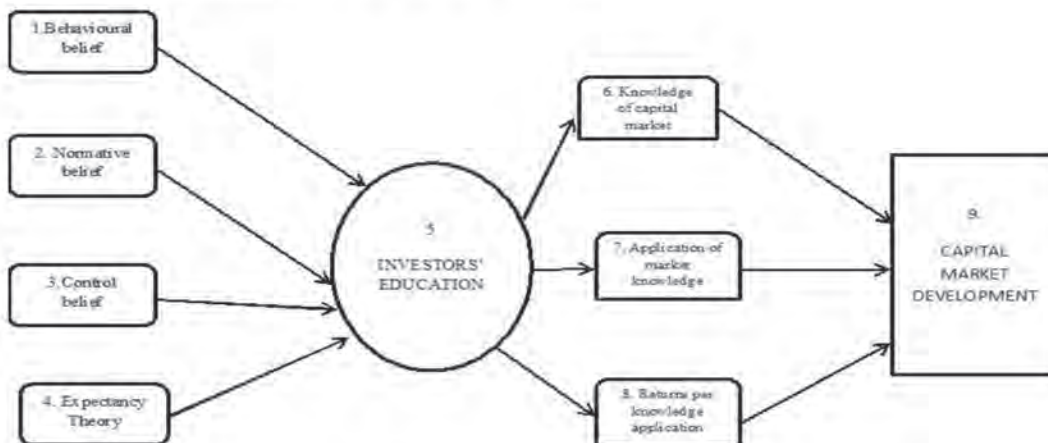 1.Behavioural
belief
2. Normative
belief
3.Control
belief
4. Expectancy
Theory
5
INVESTORS'
EDUCATION
6. Knowledge
of capital
market
7. Application of
market
knowledge
8. Returns per
knowledge
application
9.
CAPITAL
MARKET
DEVELOPMENT